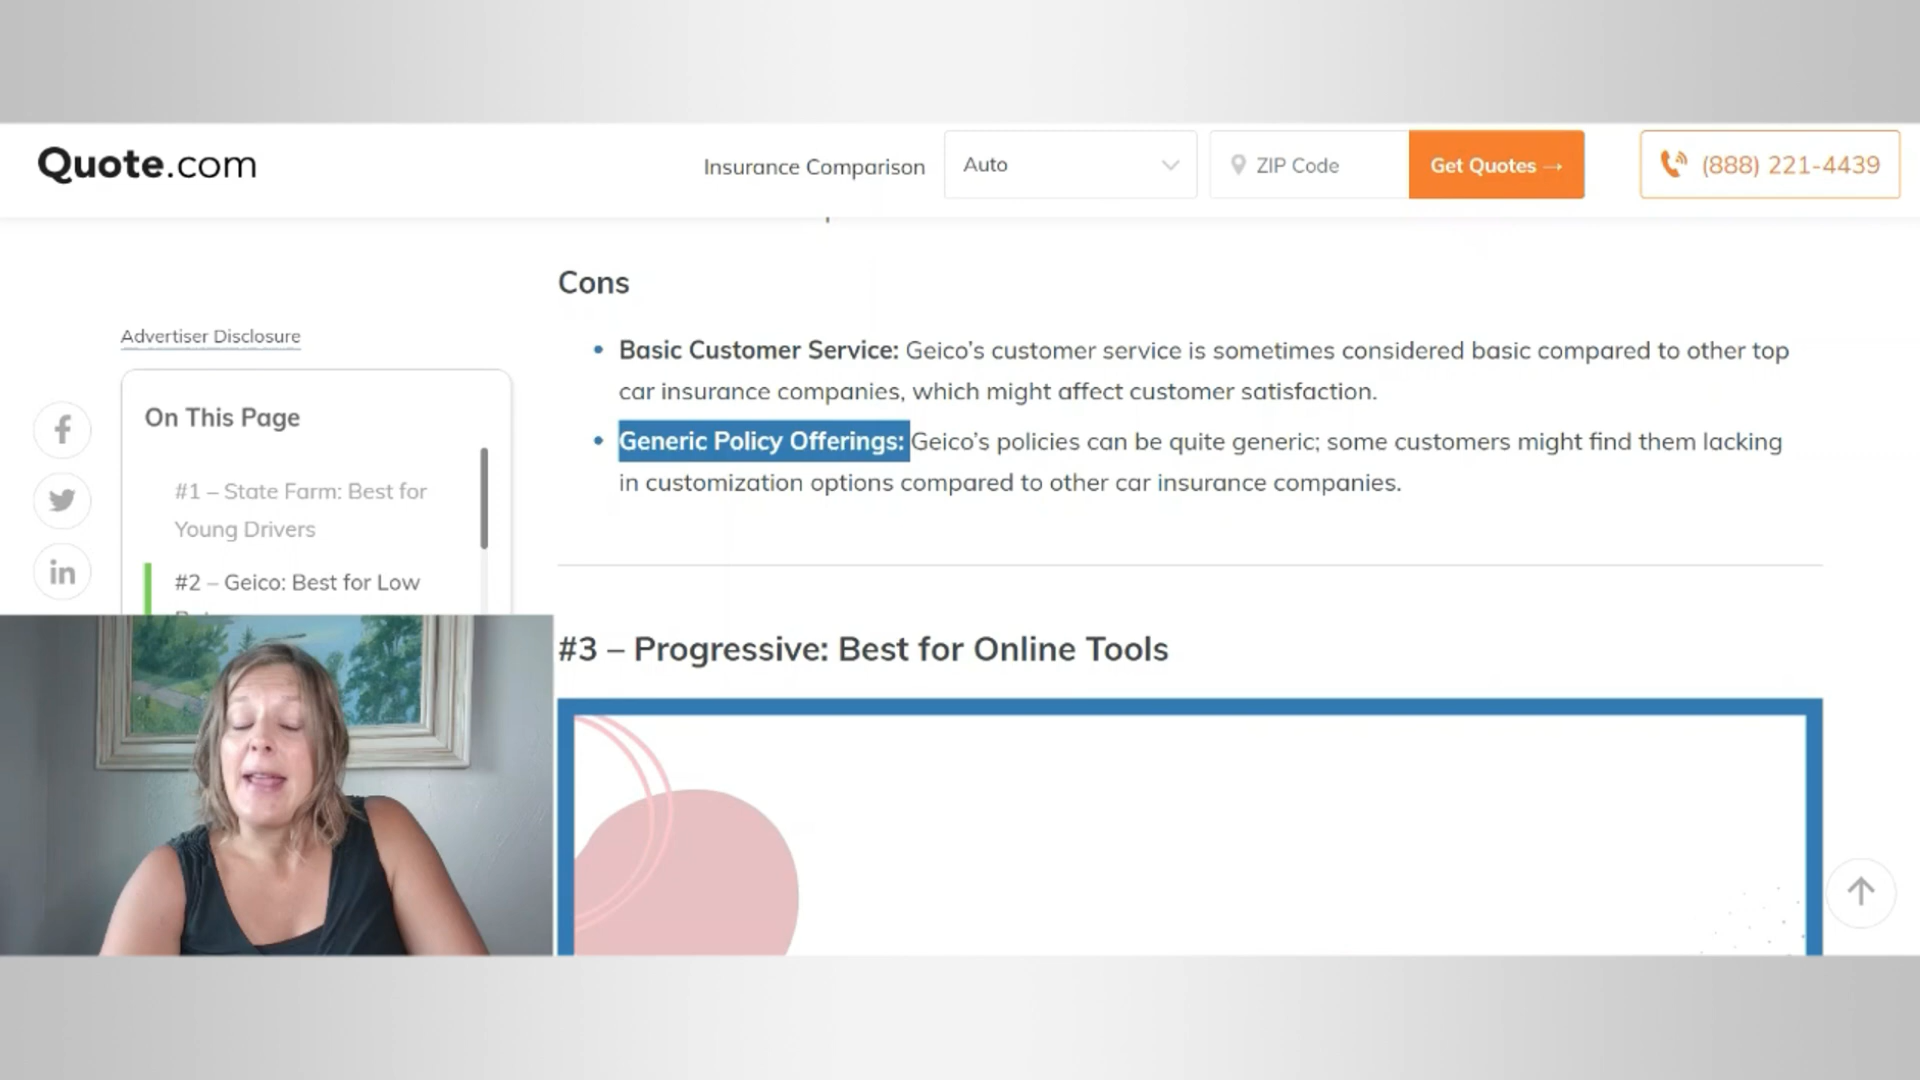 Quote.com
Insurance Comparison
Auto
ZIP Code
Get Quotes →
(888) 221-4439
Advertiser Disclosure
On This Page
#1 – State Farm: Best for
Young Drivers
#2 – Geico: Best for Low
Cons
• Basic Customer Service: Geico's customer service is sometimes considered basic compared to other top
car insurance companies, which might affect customer satisfaction.
• Generic Policy Offerings: Geico's policies can be quite generic; some customers might find them lacking
in customization options compared to other car insurance companies.
#3 – Progressive: Best for Online Tools